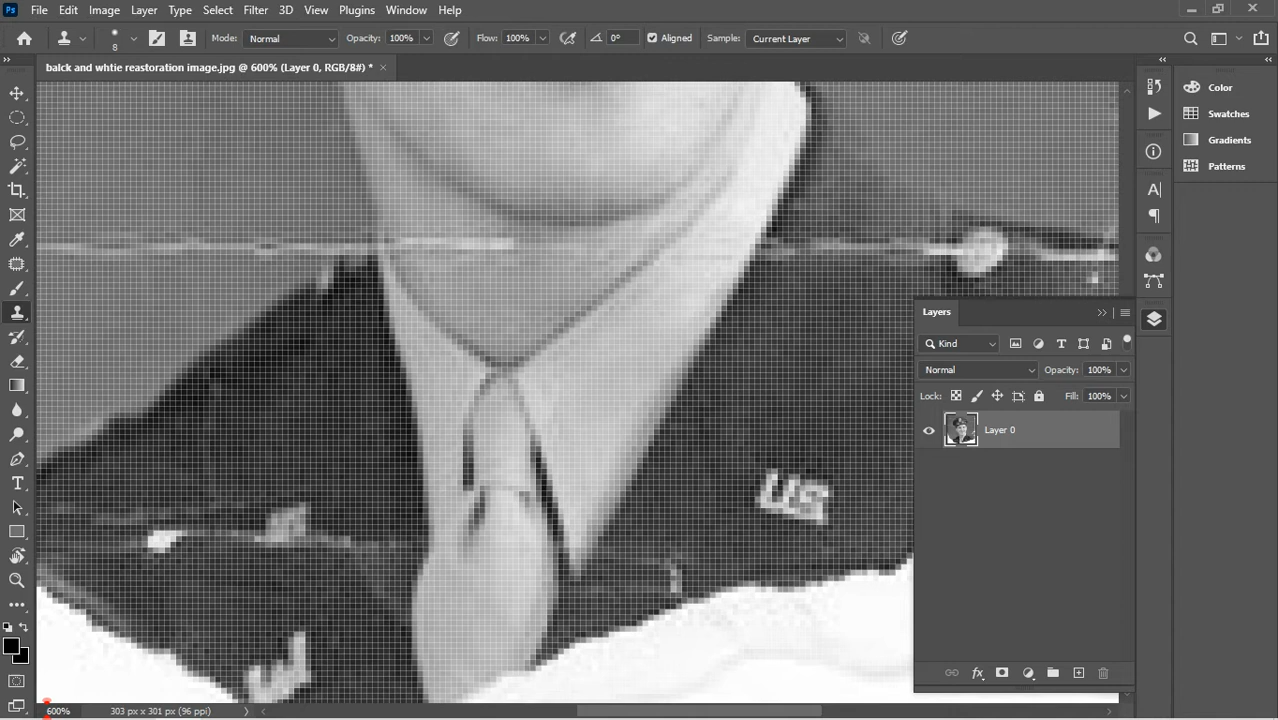 Ps File Edit Image Layer Type Select Filter 3D View Plugins Window Help
8 Mode: Normal Opacity: 100% Flow: 100% 0° Aligned Sample: Current Layer
balck and whtie reastoration image.jpg @ 600% (Layer 0, RGB/8#) *
Color
Swatches
Gradients
Patterns
Layers
Kind
Normal Opacity: 100%
Lock: Fill: 100%
Layer 0
US
600% 303 px x 301 px (96 ppi)